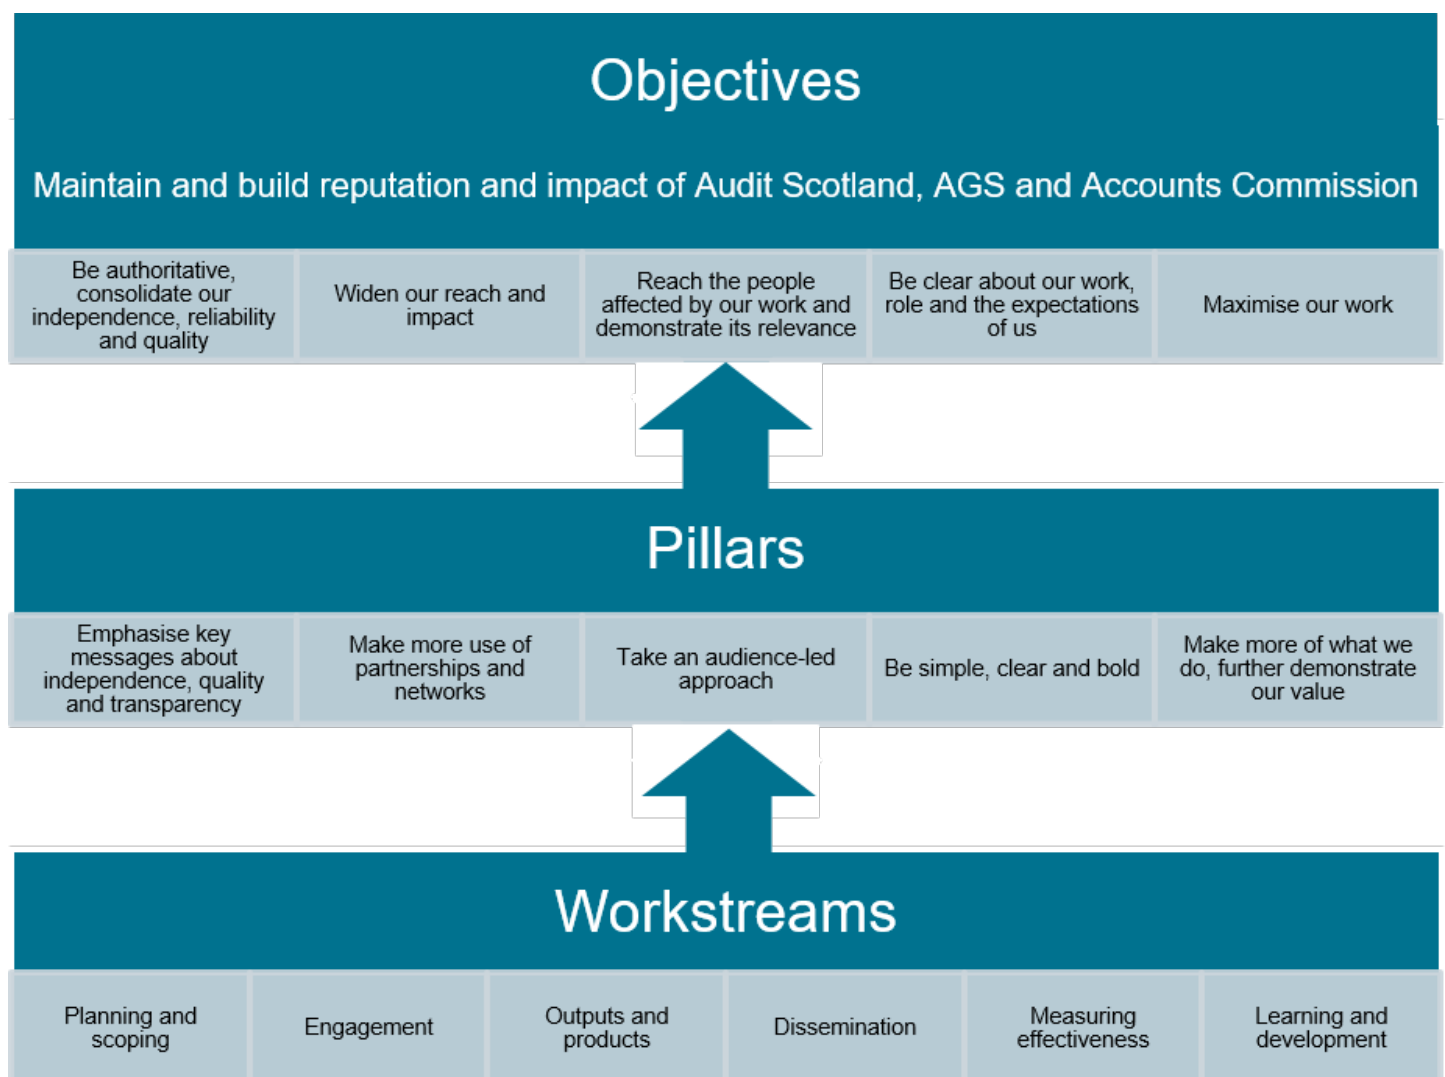 Objectives
Maintain and build reputation and impact of Audit Scotland, AGS and Accounts Commission
Be authoritative,
consolidate our
independence, reliability
and quality
Widen our reach and
impact
Reach the people
affected by our work and
demonstrate its relevance
Be clear about our work,
role and the expectations
of us
Maximise our work
Pillars
Emphasise key
messages about
independence, quality
and transparency
Make more use of
partnerships and
networks
Take an audience-led
approach
Be simple, clear and bold
Make more of what we
do, further demonstrate
our value
Workstreams
Planning and
scoping
Engagement
Outputs and
products
Dissemination
Measuring
effectiveness
Learning and
development